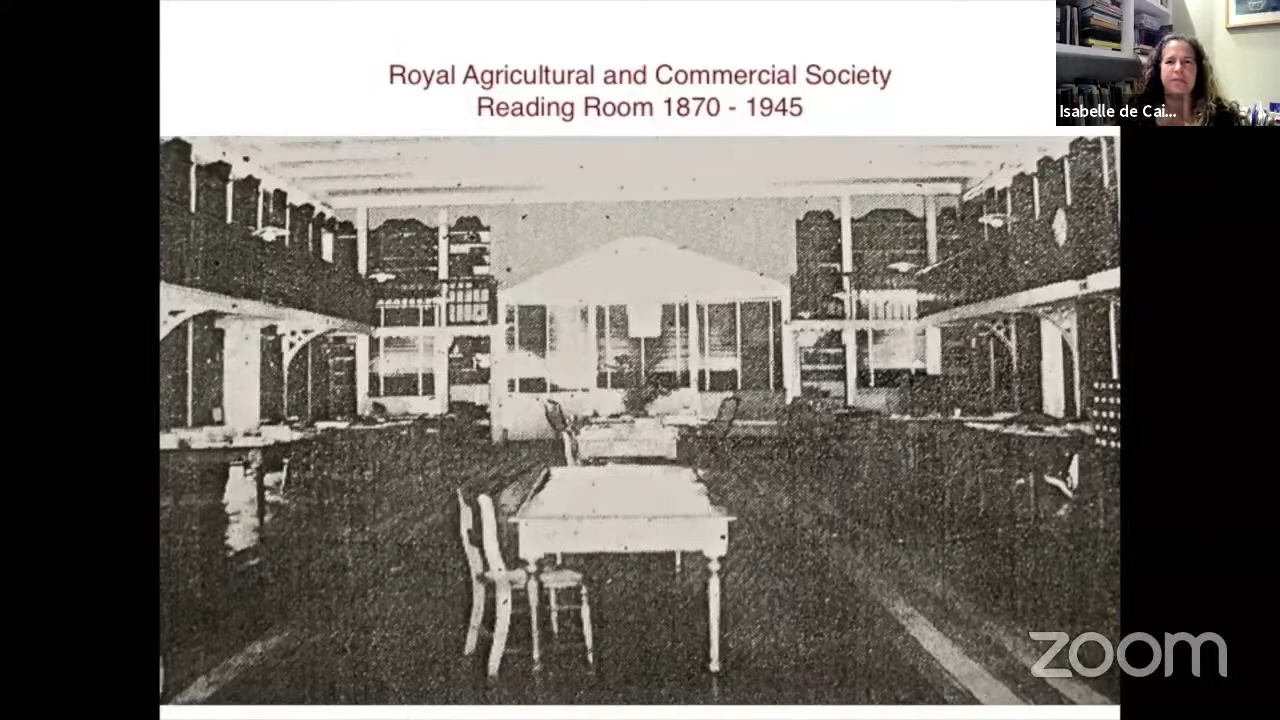 Royal Agricultural and Commercial Society
Reading Room 1870 - 1945
Isabelle de Cai...
zoom